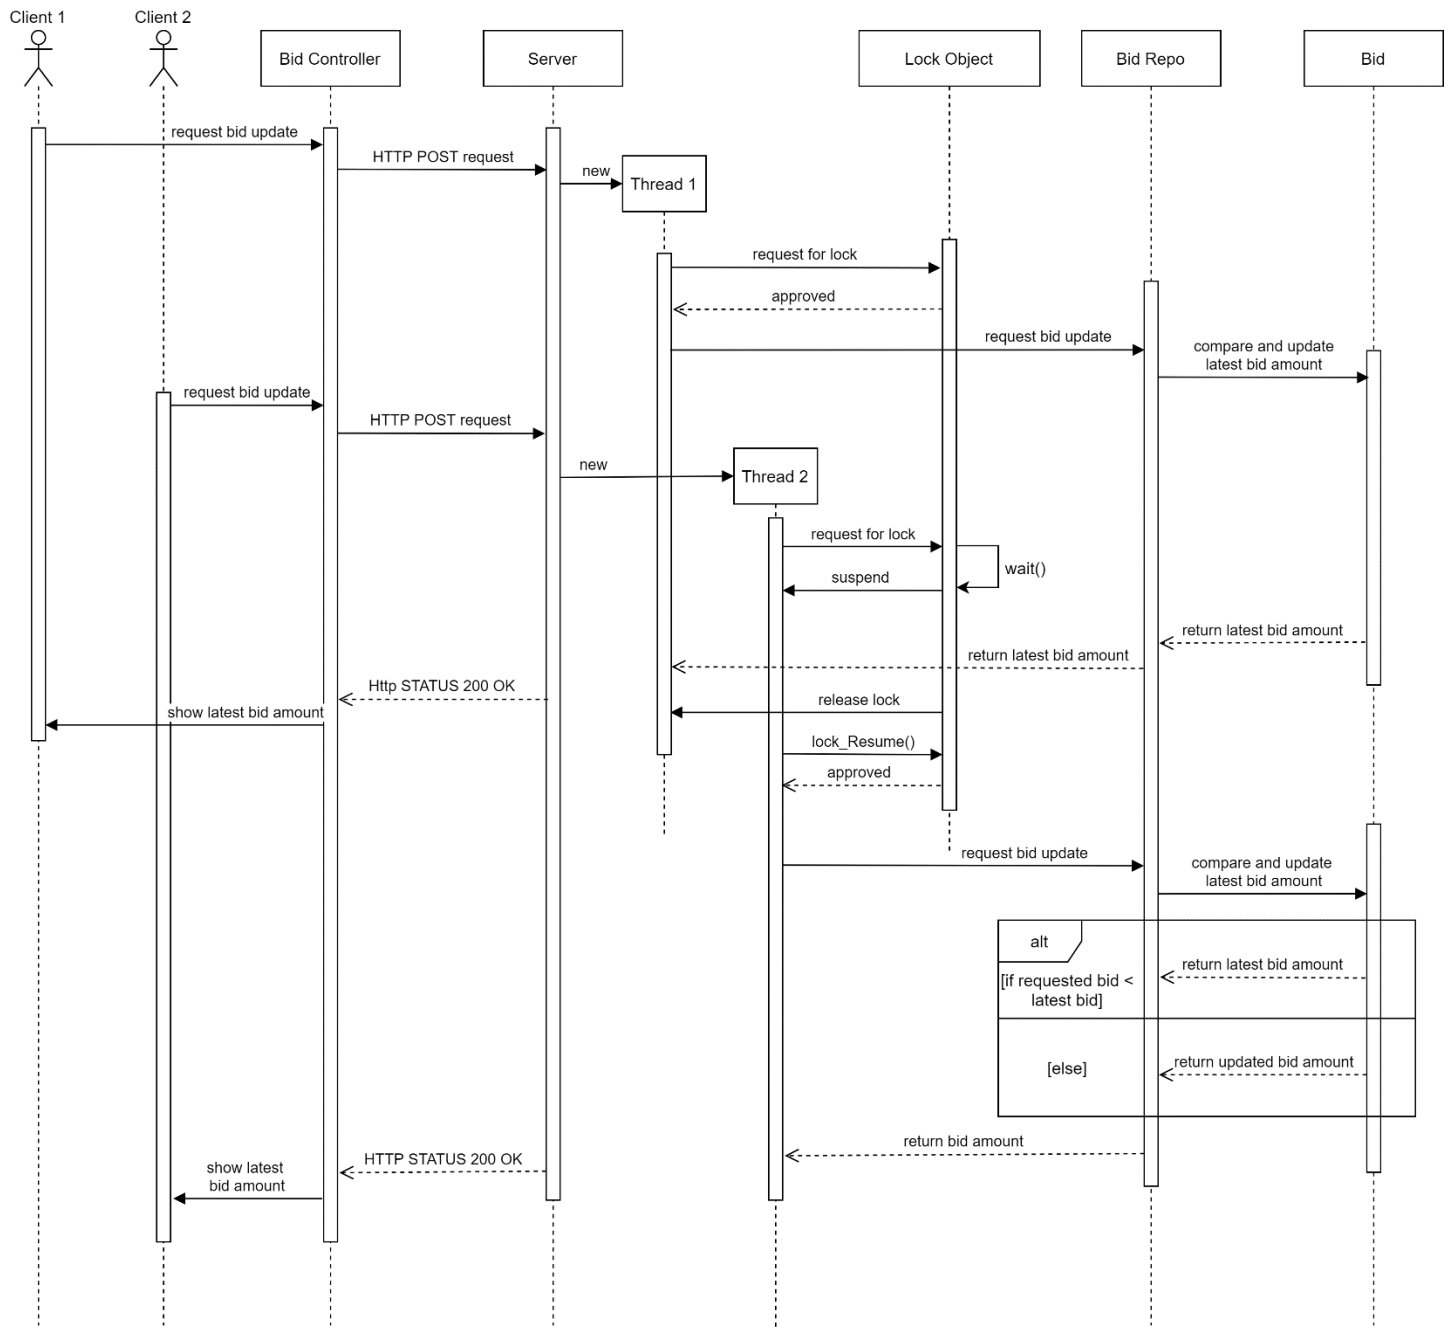 Client 1
Client 2
Bid Controller
Server
Lock Object
Bid Repo
Bid
request bid update
HTTP POST request
new
Thread 1
request for lock
approved
request bid update
compare and update
latest bid amount
request bid update
HTTP POST request
new
Thread 2
request for lock
wait()
suspend
return latest bid amount
return latest bid amount
Http STATUS 200 OK
release lock
show latest bid amount
lock_Resume()
approved
request bid update
compare and update
latest bid amount
alt
return latest bid amount
[if requested bid <
latest bid]
return updated bid amount
[else]
return bid amount
HTTP STATUS 200 OK
show latest
bid amount